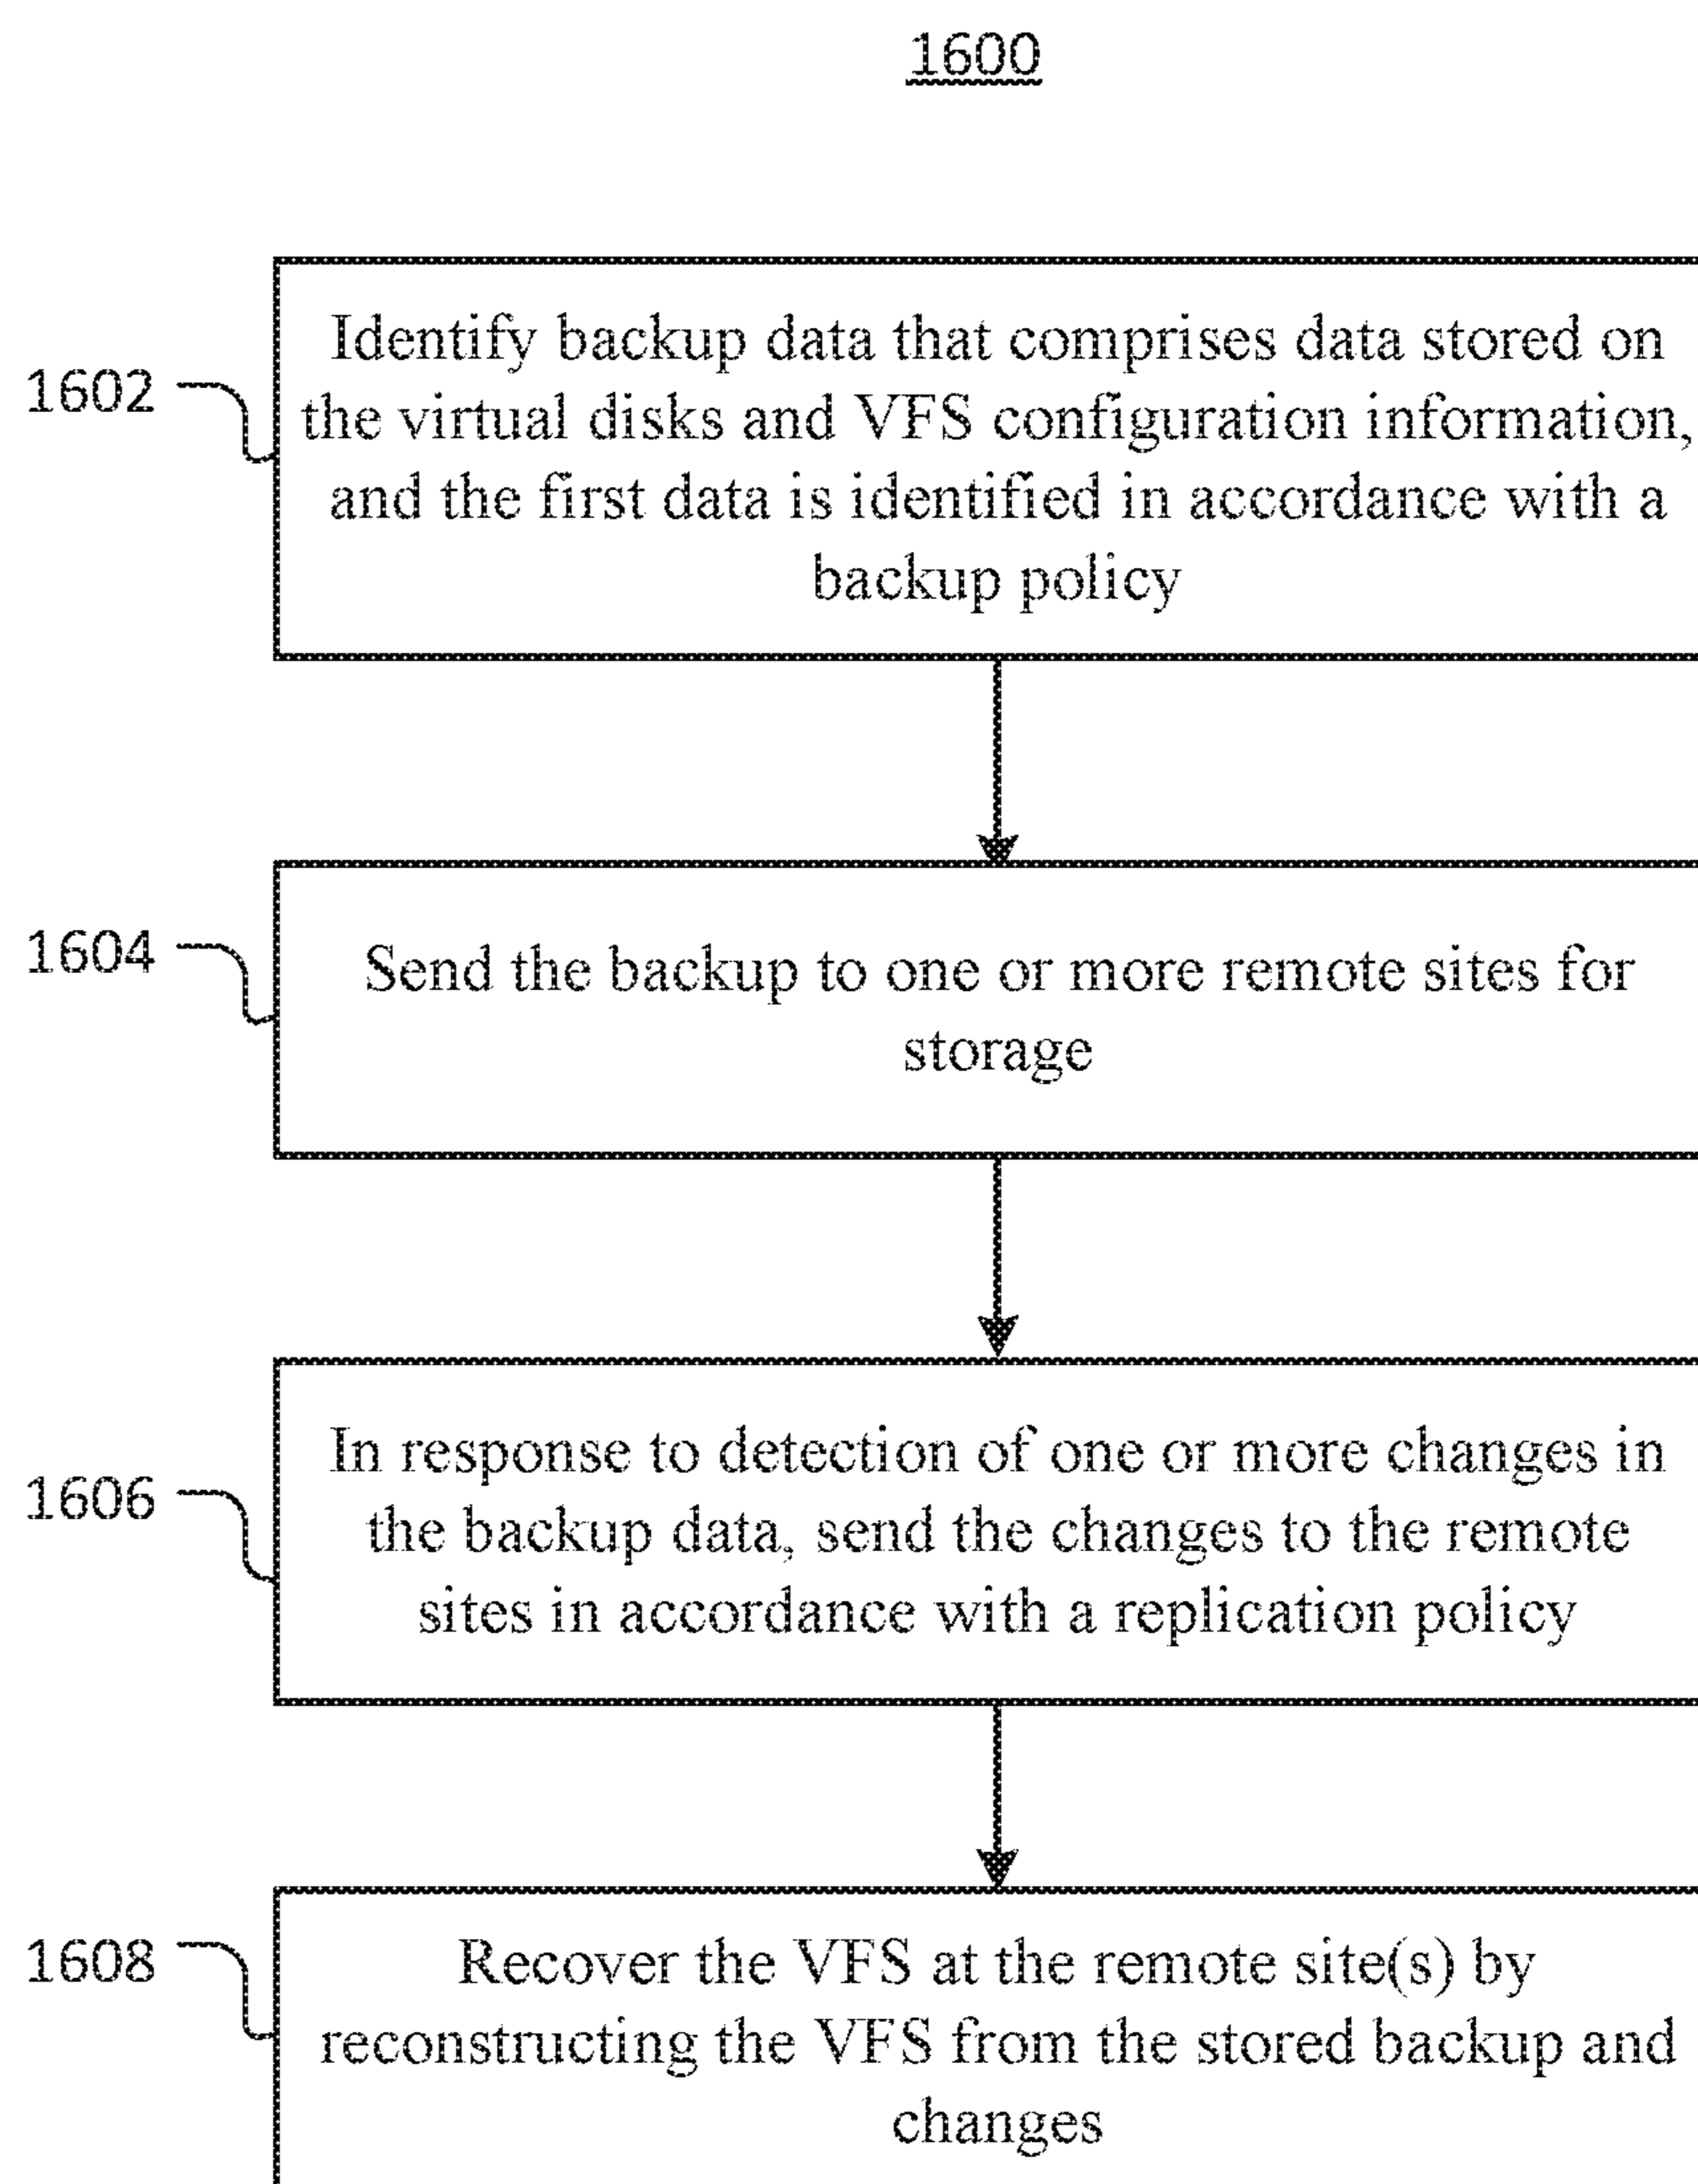 1600
1602
Identify backup data that comprises data stored on
the virtual disks and VFS configuration information,
and the first data is identified in accordance with a
backup policy
1604
Send the backup to one or more remote sites for
storage
1606
In response to detection of one or more changes in
the backup data, send the changes to the remote
sites in accordance with a replication policy
1608
Recover the VFS at the remote site(s) by
reconstructing the VFS from the stored backup and
changes